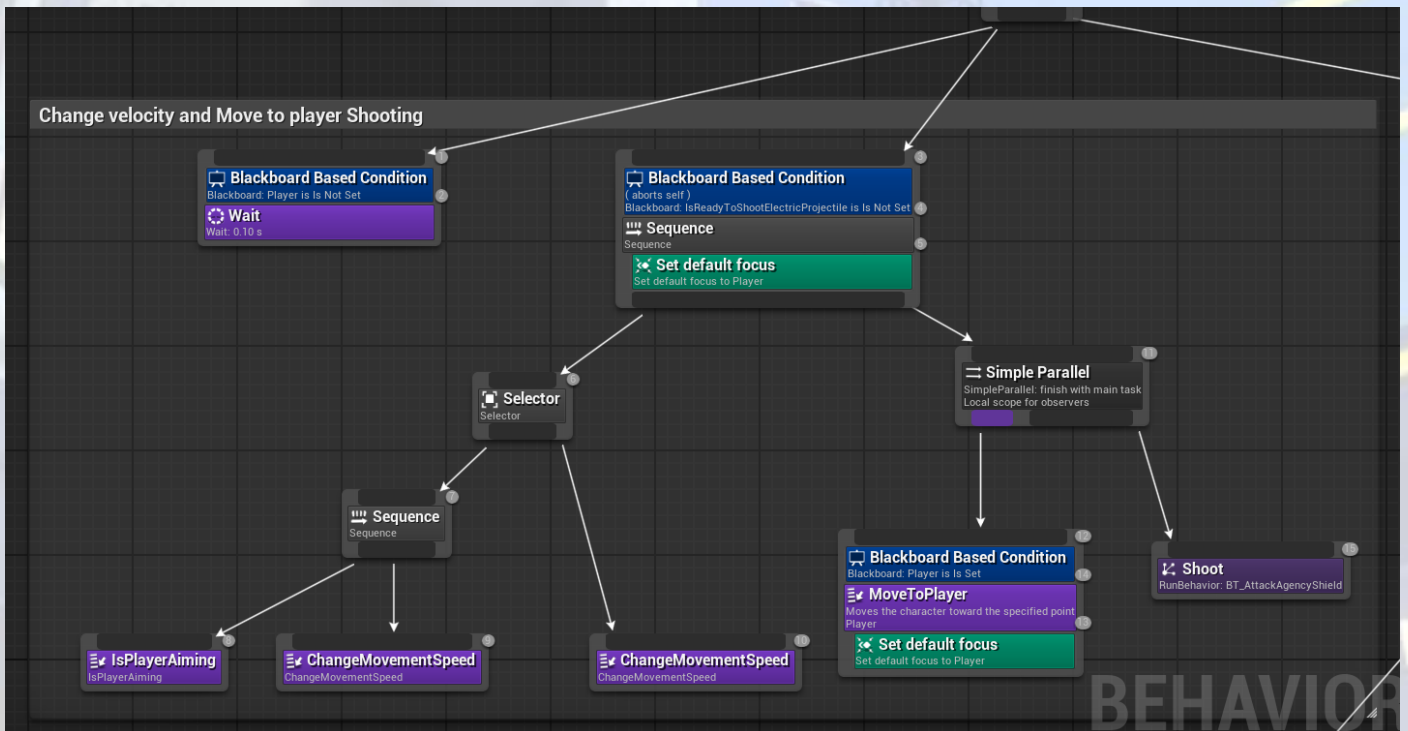 Change velocity and Move to player Shooting
1
Blackboard Based Condition
Blackboard: Player is Is Not Set
2
Wait
Wait: 0.10 s
3
Blackboard Based Condition
( aborts self )
Blackboard: IsReadyToShootElectricProjectile is Is Not Set
4
Sequence
Sequence
5
Set default focus
Set default focus to Player
6
Selector
Selector
11
Simple Parallel
SimpleParallel: finish with main task
Local scope for observers
7
Sequence
Sequence
12
Blackboard Based Condition
Blackboard: Player is Is Set
14
MoveToPlayer
Moves the character toward the specified point
Player
13
Set default focus
Set default focus to Player
15
Shoot
RunBehavior: BT_AttackAgencyShield
8
IsPlayerAiming
IsPlayerAiming
9
ChangeMovementSpeed
ChangeMovementSpeed
10
ChangeMovementSpeed
ChangeMovementSpeed
BEHAVIOR